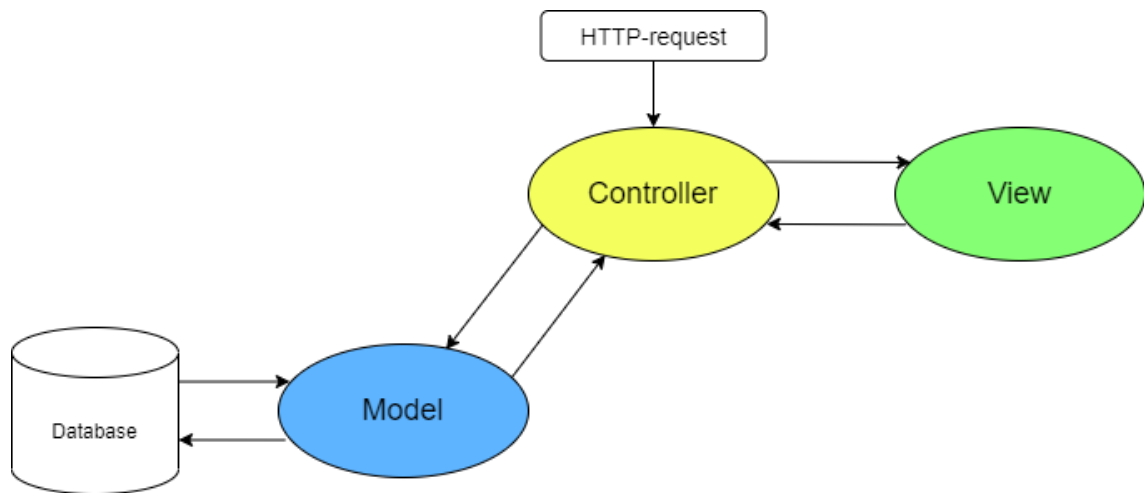 HTTP-request
Controller
View
Model
Database